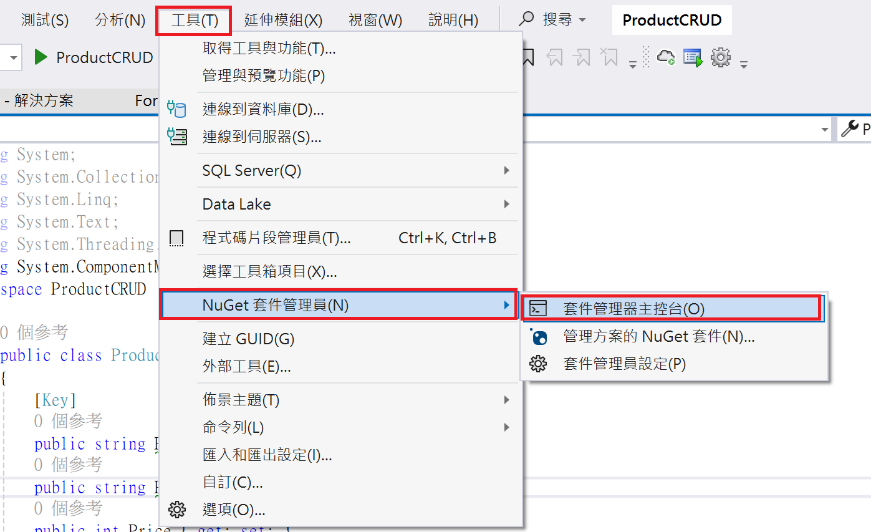 測試(S) 分析(N) 工具(T) 延伸模組(X) 視窗(W) 說明(H) 搜尋 ProductCRUD
ProductCRUD
- 解決方案 For
取得工具與功能(T)...
管理與預覽功能(P)
連線到資料庫(D)...
連線到伺服器(S)...
SQL Server(Q)
Data Lake
程式碼片段管理員(T)... Ctrl+K, Ctrl+B
選擇工具箱項目(X)...
NuGet 套件管理員(N)
建立 GUID(G)
外部工具(E)...
佈景主題(T)
命令列(L)
匯入和匯出設定(I)...
自訂(C)...
選項(O)...
套件管理器主控台(O)
管理方案的 NuGet 套件(N)...
套件管理員設定(P)
P
g System;
g System.Collection
g System.Linq;
g System.Text;
g System.Threading
g System.Component
space ProductCRUD
0 個參考
public class Produc
{
[Key]
0 個參考
public string
0 個參考
public string
0 個參考
public int Price { get; set; {